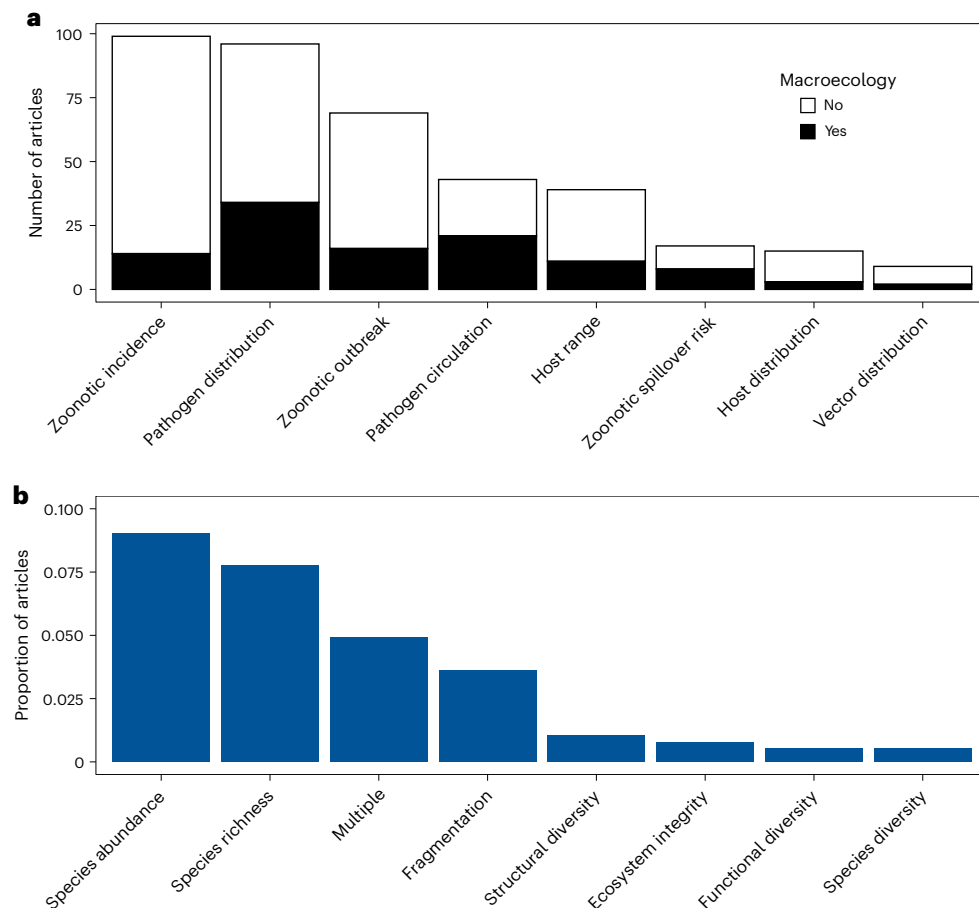 a
Number of articles
100
75
50
25
0
Macroecology
No
Yes
Zoonotic incidence
Pathogen distribution
Zoonotic outbreak
Pathogen circulation
Host range
Zoonotic spillover risk
Host distribution
Vector distribution
b
Proportion of articles
0.100
0.075
0.050
0.025
0
Species abundance
Species richness
Multiple
Fragmentation
Structural diversity
Ecosystem integrity
Functional diversity
Species diversity